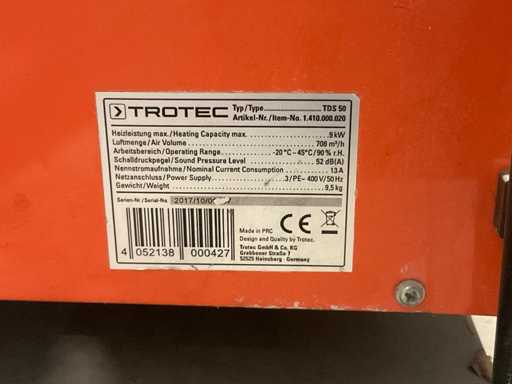 TROTEC
Typ/Type TDS 50
Artikel-Nr./Item-No. 1.410.000.020
Heizleistung max./Heating Capacity max. 9 kW
Luftmenge/Air Volume 708 m³/h
Arbeitsbereich/Operating Range -20°C – 45°C/90% r.H.
Schalldruckpegel/Sound Pressure Level 52 dB(A)
Nennstromaufnahme/Nominal Current Consumption 13 A
Netzanschluss/Power Supply 3/PE~ 400 V/50 Hz
Gewicht/Weight 9,5 kg
Serien-Nr./Serial-No. 2017/10/
Made in PRC
Design and Quality by Trotec.
Trotec GmbH & Co. KG
Grebbener Straße 7
52525 Heinsberg · Germany
CE
4 052138 000427